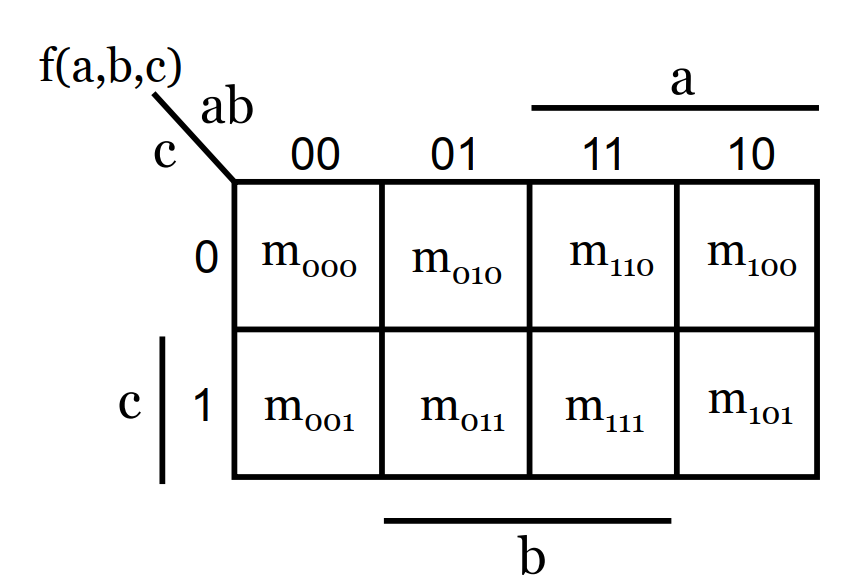 f(a,b,c)
ab
a
c
00 01 11 10
0 m₀₀₀ m₀₁₀ m₁₁₀ m₁₀₀
c 1 m₀₀₁ m₀₁₁ m₁₁₁ m₁₀₁
b